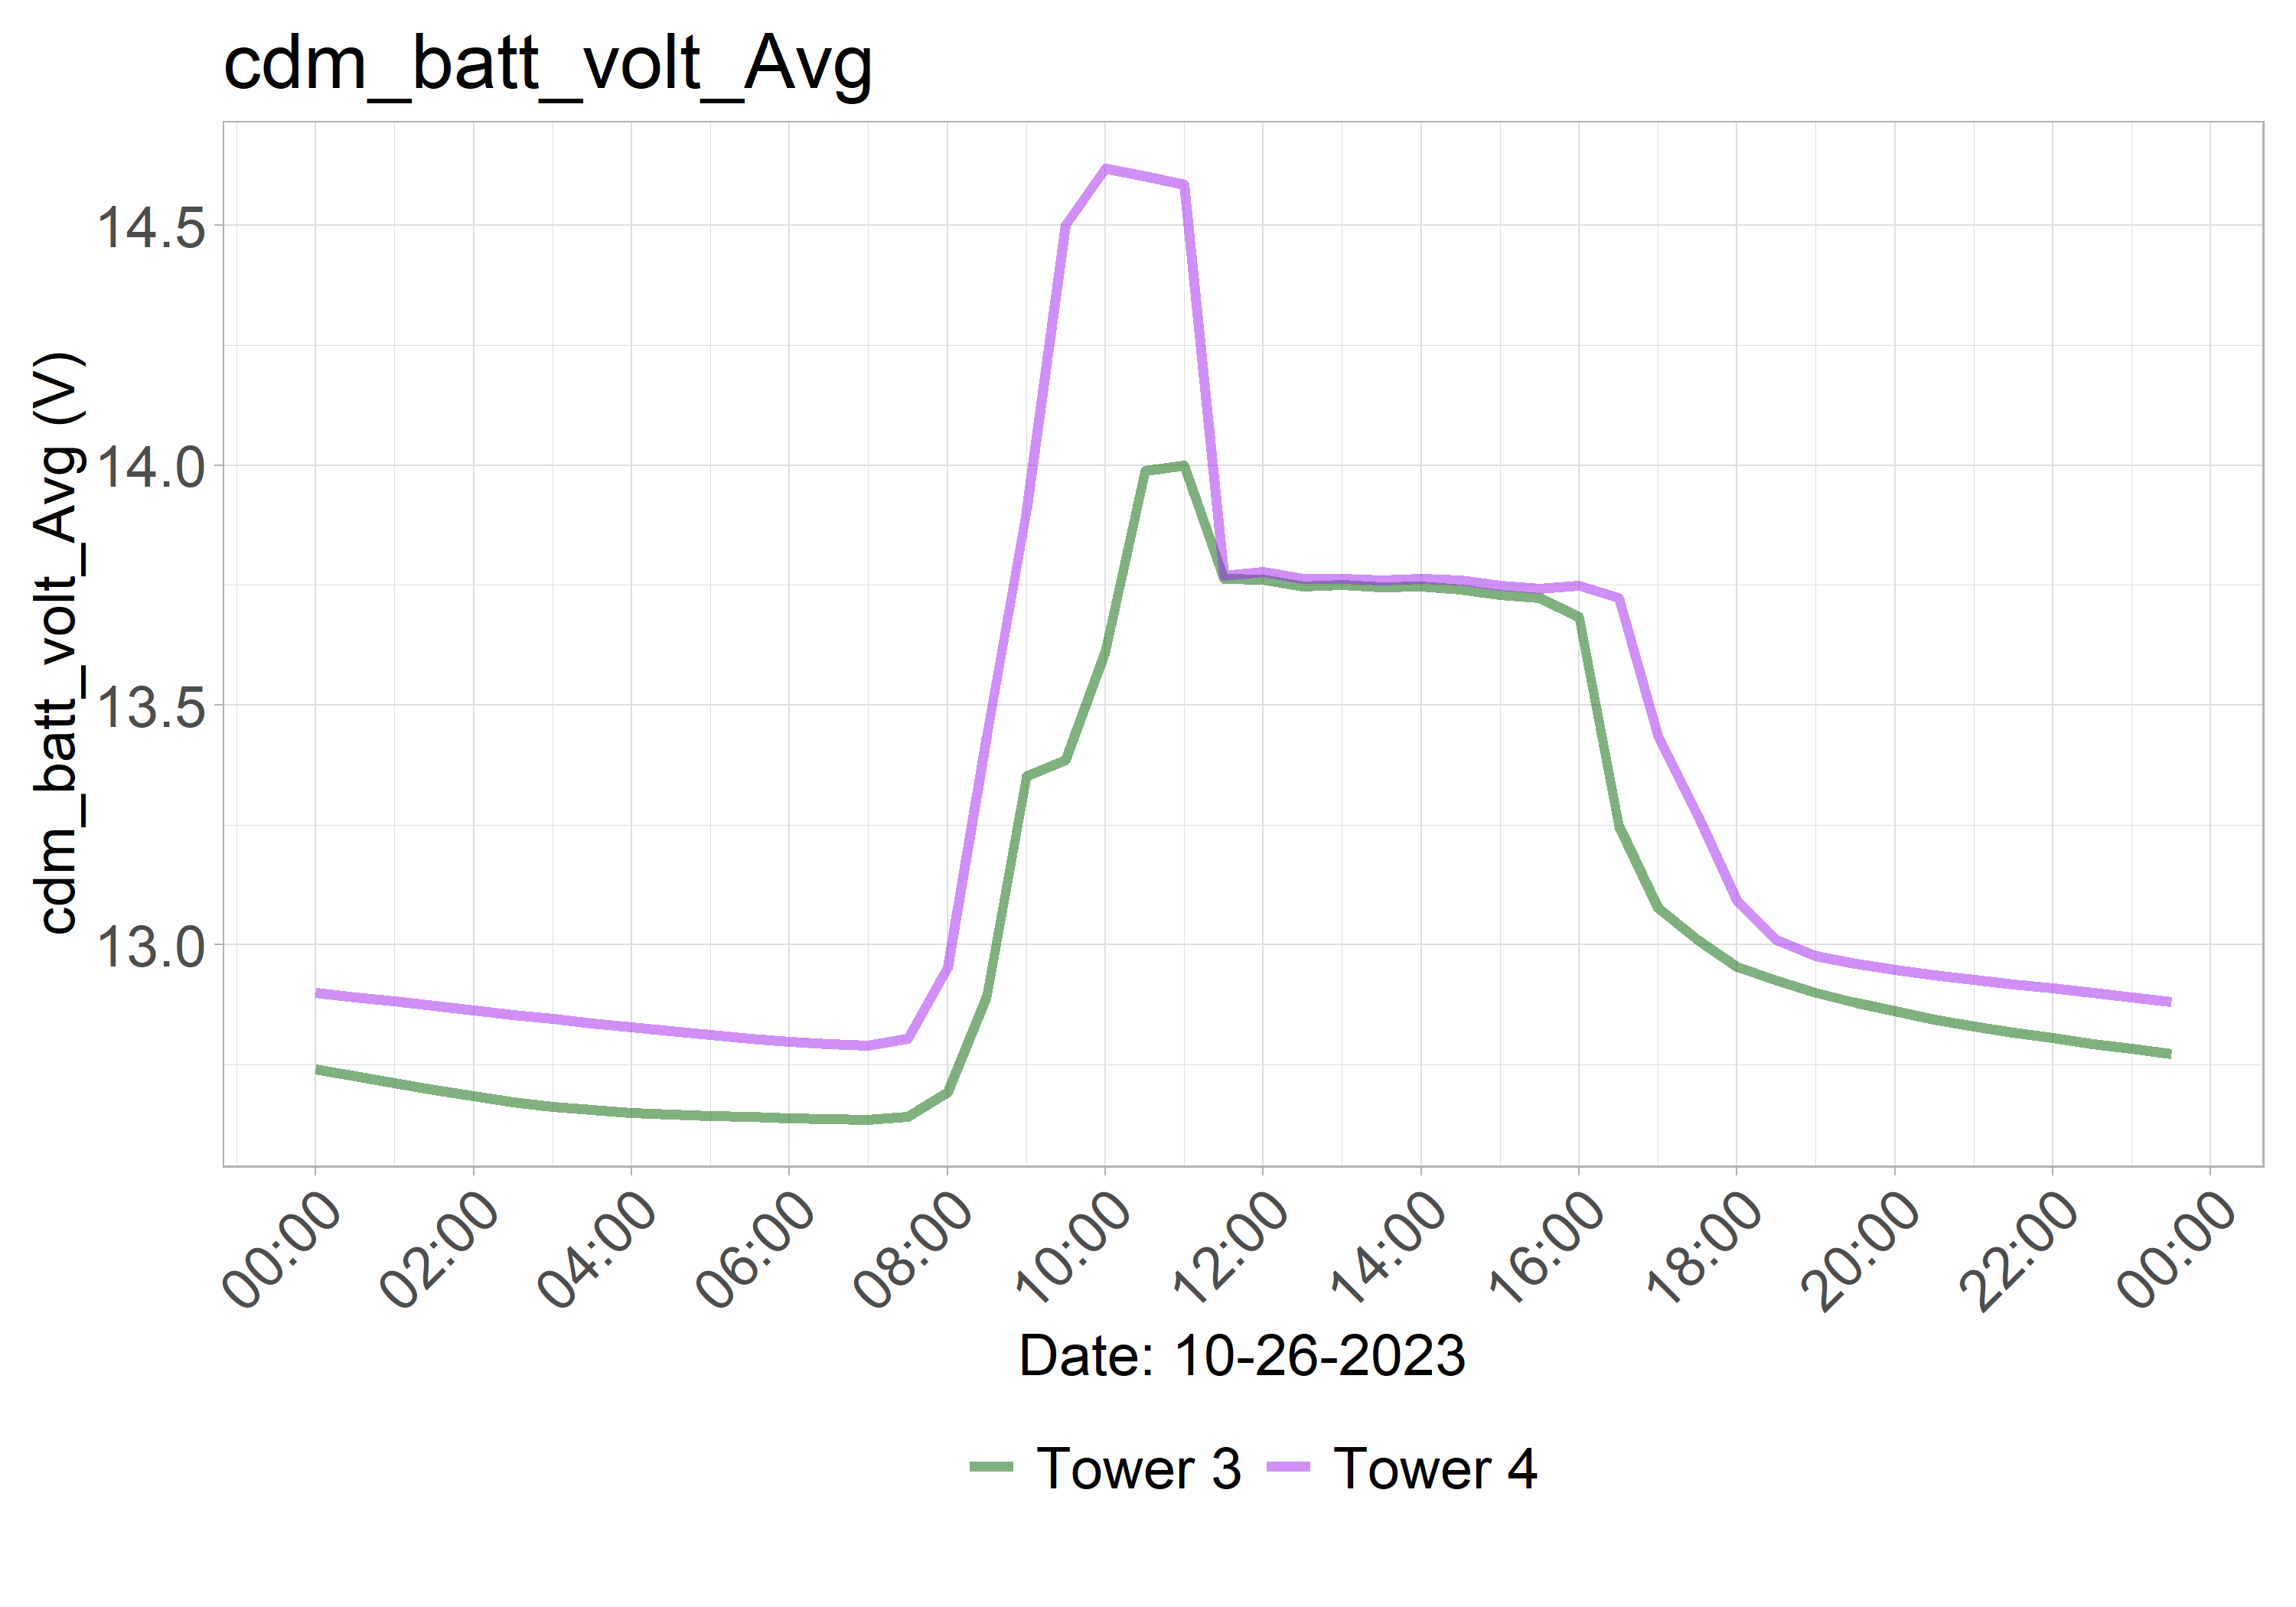 cdm_batt_volt_Avg
cdm_batt_volt_Avg (V)
14.5
14.0
13.5
13.0
00:00 02:00 04:00 06:00 08:00 10:00 12:00 14:00 16:00 18:00 20:00 22:00 00:00
Date: 10-26-2023
Tower 3 Tower 4